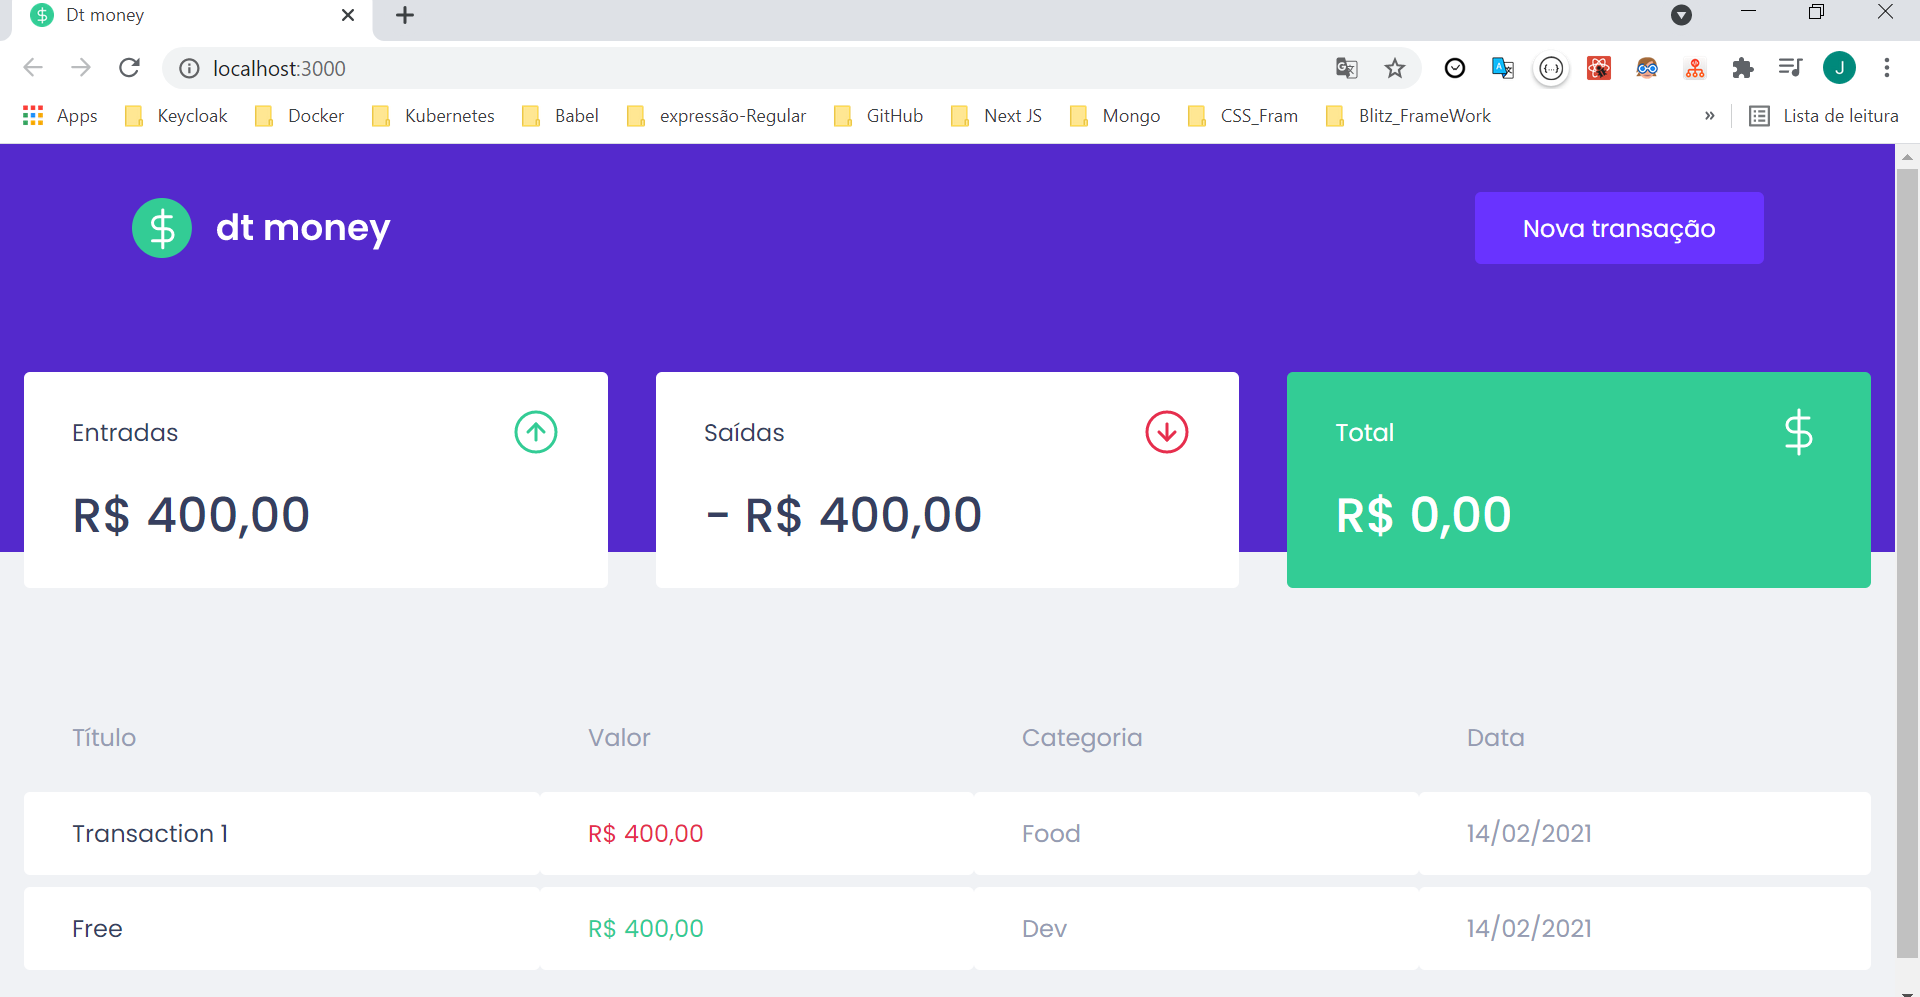 Dt money
localhost:3000
Apps Keycloak Docker Kubernetes Babel expressão-Regular GitHub Next JS Mongo CSS_Fram Blitz_FrameWork » Lista de leitura
dt money
Nova transação
Entradas
R$ 400,00
Saídas
- R$ 400,00
Total
R$ 0,00
Título Valor Categoria Data
Transaction 1 R$ 400,00 Food 14/02/2021
Free R$ 400,00 Dev 14/02/2021